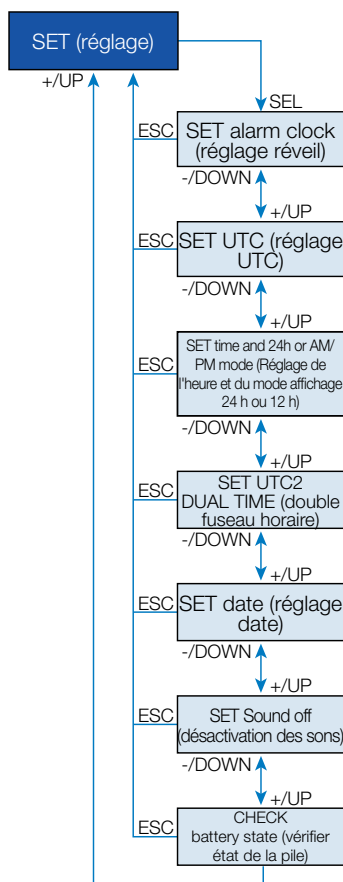 SET (réglage)
+/UP
SEL
ESC
SET alarm clock
(réglage réveil)
-/DOWN
+/UP
ESC
SET UTC (réglage
UTC)
-/DOWN
+/UP
ESC
SET time and 24h or AM/
PM mode (Réglage de
l'heure et du mode affichage
24 h ou 12 h)
-/DOWN
+/UP
ESC
SET UTC2
DUAL TIME (double
fuseau horaire)
-/DOWN
+/UP
ESC
SET date (réglage
date)
-/DOWN
+/UP
ESC
SET Sound off
(désactivation des sons)
-/DOWN
+/UP
ESC
CHECK
battery state (vérifier
état de la pile)